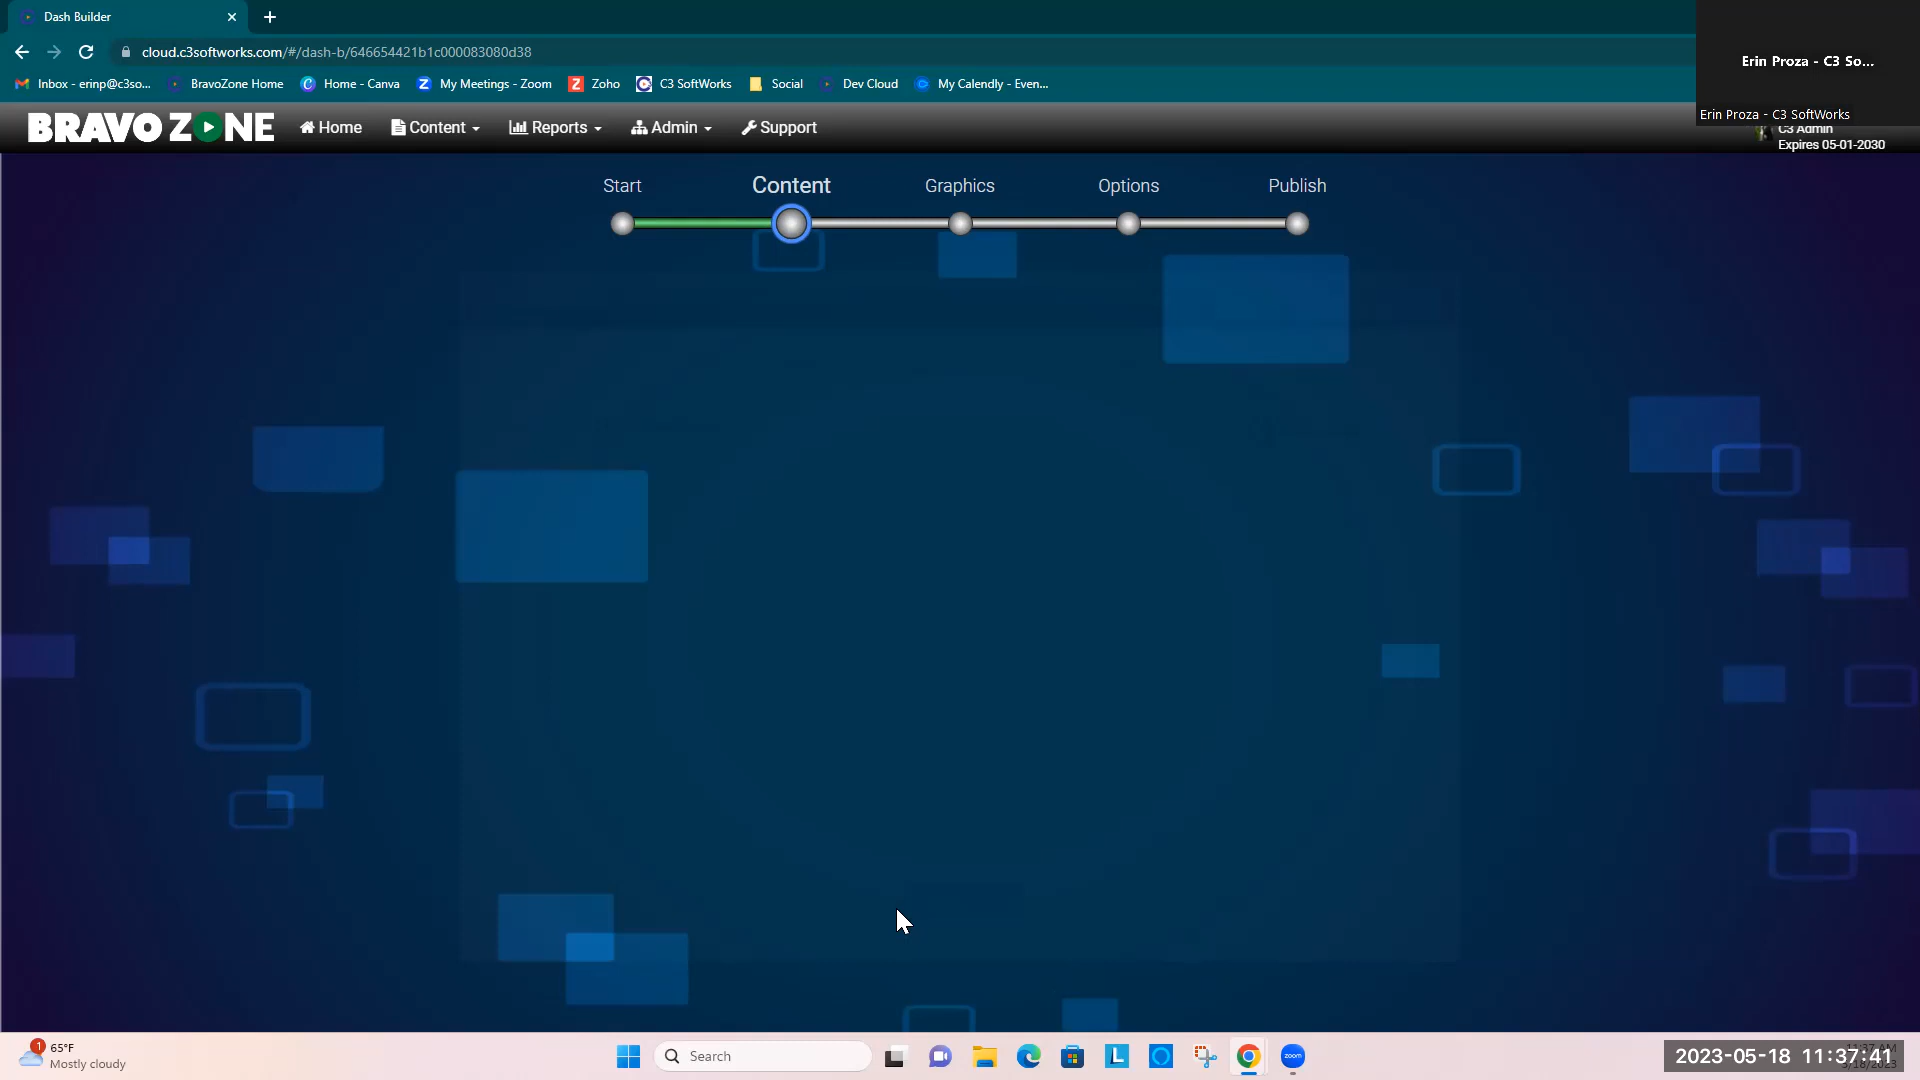 Dash Builder
cloud.c3softworks.com/#/dash-b/646654421b1c000083080d38
Inbox - erinp@c3so...
BravoZone Home
Home - Canva
My Meetings - Zoom
Zoho
C3 SoftWorks
Social
Dev Cloud
My Calendly - Even...
Erin Proza - C3 So...
Erin Proza - C3 SoftWorks
BRAVO ZONE
Home
Content
Reports
Admin
Support
C3 Admin
Expires 05-01-2030
Start
Content
Graphics
Options
Publish
1
65°F
Mostly cloudy
Search
L
zoom
2023-05-18 11:37:41